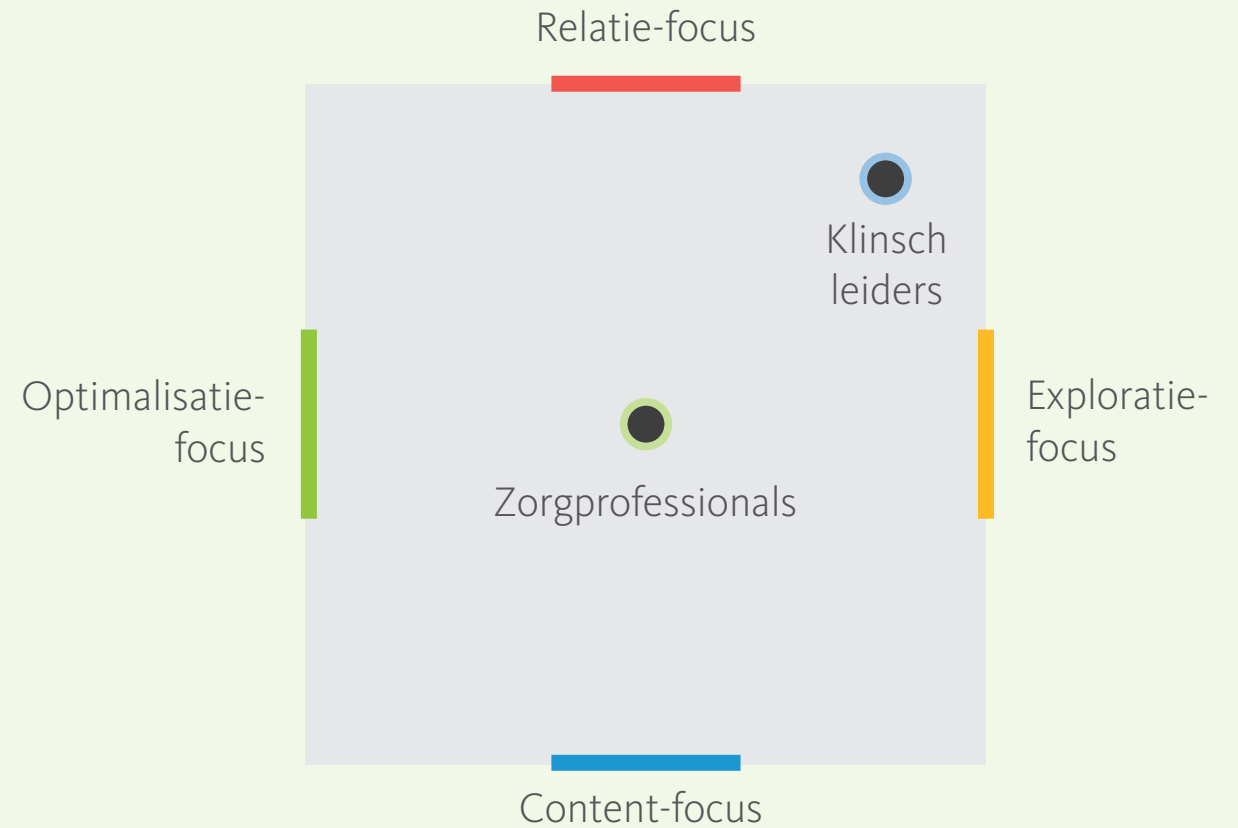 Relatie-focus
Klinsch
leiders
Optimalisatie-
focus
Exploratie-
focus
Zorgprofessionals
Content-focus